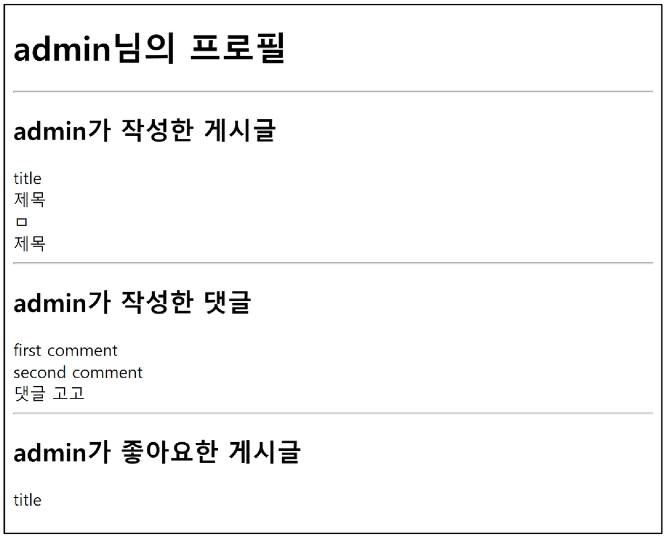 admin님의 프로필
admin가 작성한 게시글
title
제목
ㅁ
제목
admin가 작성한 댓글
first comment
second comment
댓글 고고
admin가 좋아요한 게시글
title